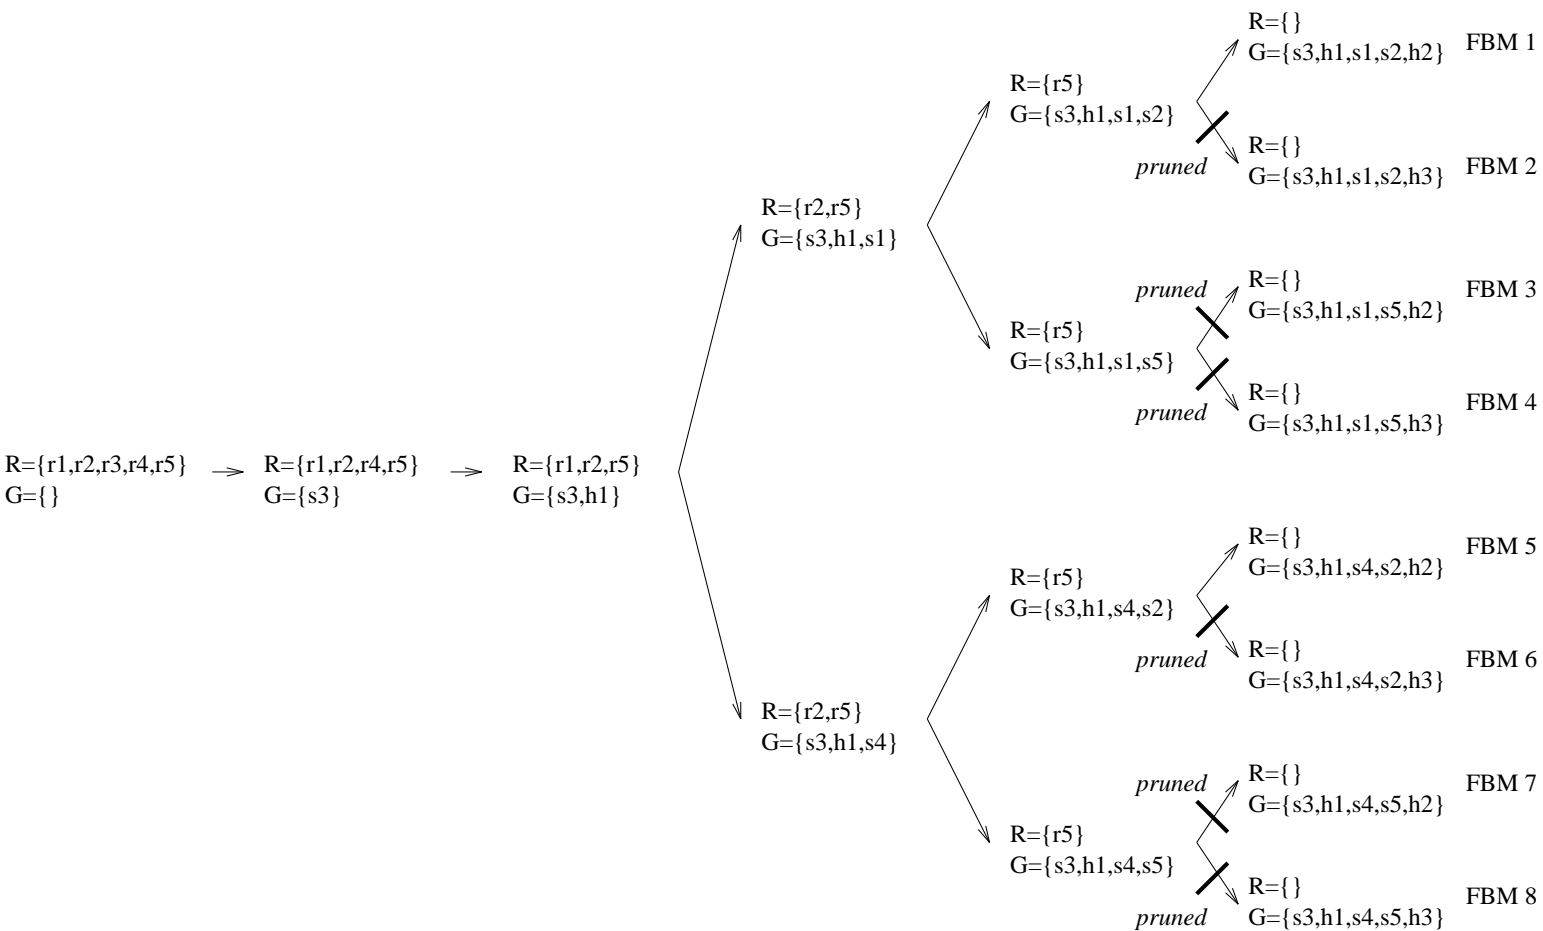 R={}
G={s3,h1,s1,s2,h2}
FBM 1
R={r5}
G={s3,h1,s1,s2}
pruned
R={}
G={s3,h1,s1,s2,h3}
FBM 2
R={r2,r5}
G={s3,h1,s1}
pruned
R={}
G={s3,h1,s1,s5,h2}
FBM 3
R={r5}
G={s3,h1,s1,s5}
pruned
R={}
G={s3,h1,s1,s5,h3}
FBM 4
R={r1,r2,r3,r4,r5}
G={}
R={r1,r2,r4,r5}
G={s3}
R={r1,r2,r5}
G={s3,h1}
R={}
G={s3,h1,s4,s2,h2}
FBM 5
R={r5}
G={s3,h1,s4,s2}
pruned
R={}
G={s3,h1,s4,s2,h3}
FBM 6
R={r2,r5}
G={s3,h1,s4}
pruned
R={}
G={s3,h1,s4,s5,h2}
FBM 7
R={r5}
G={s3,h1,s4,s5}
pruned
R={}
G={s3,h1,s4,s5,h3}
FBM 8